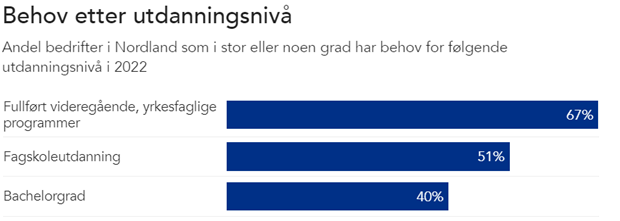 Behov etter utdanningsnivå
Andel bedrifter i Nordland som i stor eller noen grad har behov for følgende
utdanningsnivå i 2022
Fullført videregående, yrkesfaglige
programmer
67%
Fagskoleutdanning
51%
Bachelorgrad
40%